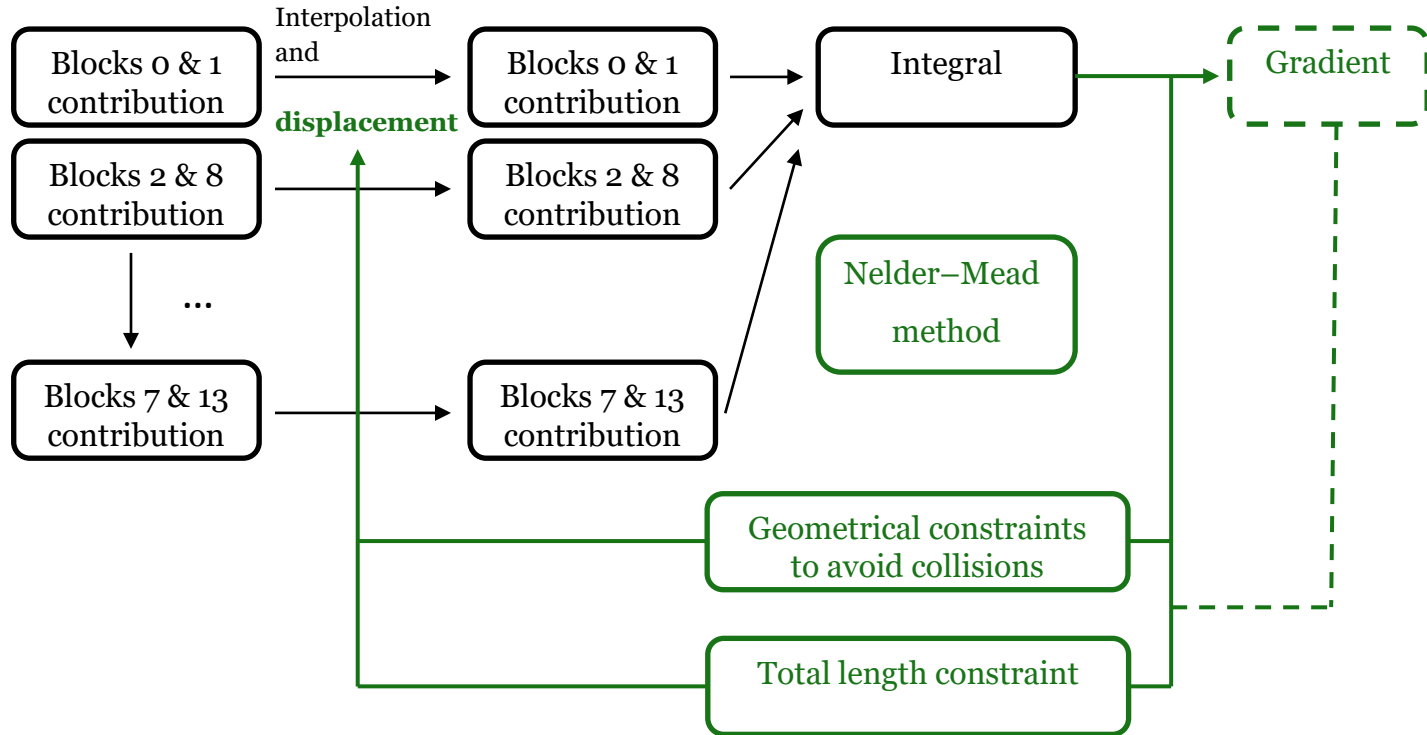 Interpolation
and
displacement
Blocks 0 & 1
contribution
Blocks 0 & 1
contribution
Integral
Gradient
Blocks 2 & 8
contribution
Blocks 2 & 8
contribution
...
Nelder–Mead
method
Blocks 7 & 13
contribution
Blocks 7 & 13
contribution
Geometrical constraints
to avoid collisions
Total length constraint